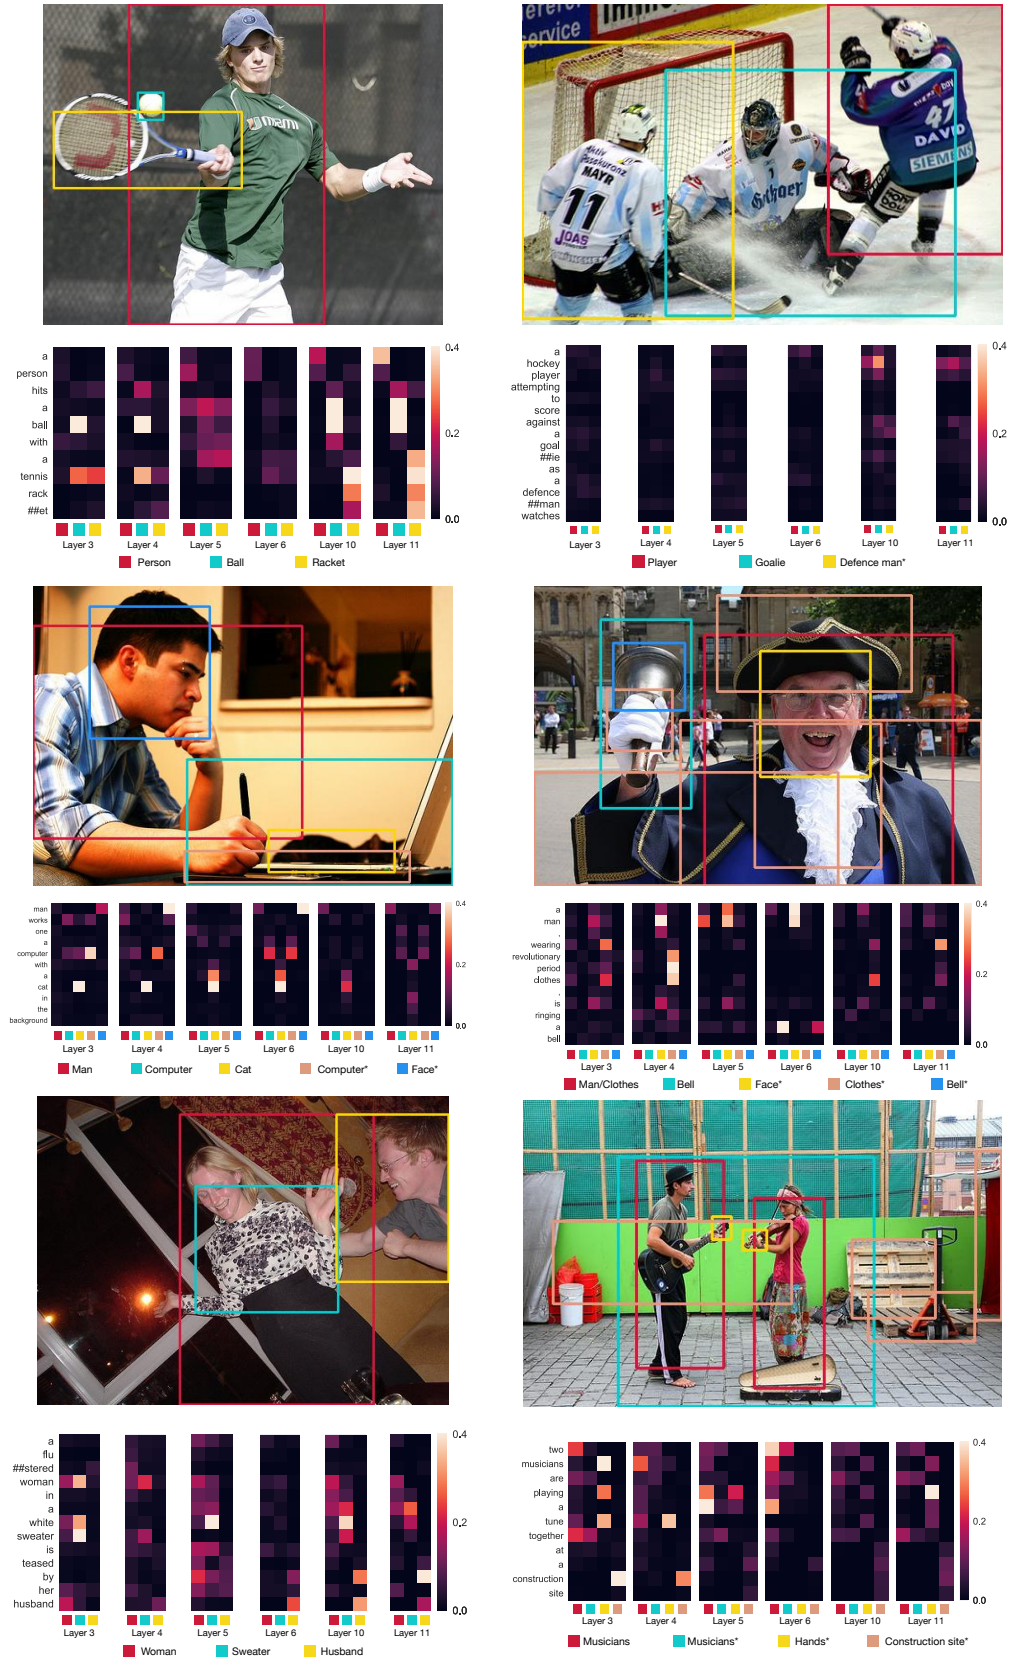 MIAMI
0.4
0.2
0.0
a
person
hits
a
ball
with
a
tennis
rack
##et
Layer 3
Layer 4
Layer 5
Layer 6
Layer 10
Layer 11
Person
Ball
Racket
service
MAYR
11
JOAS
Gothaer
47
DAVID
SIEMENS
0.4
0.2
0.0
a
hockey
player
attempting
to
score
against
a
goal
##ie
as
a
defence
##man
watches
Layer 3
Layer 4
Layer 5
Layer 6
Layer 10
Layer 11
Player
Goalie
Defence man*
0.4
0.2
0.0
man
works
one
a
computer
with
a
cat
in
the
background
Layer 3
Layer 4
Layer 5
Layer 6
Layer 10
Layer 11
Man
Computer
Cat
Computer*
Face*
0.4
0.2
0.0
a
man
,
wearing
revolutionary
period
clothes
,
is
ringing
a
bell
Layer 3
Layer 4
Layer 5
Layer 6
Layer 10
Layer 11
Man/Clothes
Bell
Face*
Clothes*
Bell*
0.4
0.2
0.0
a
flu
##stered
woman
in
a
white
sweater
is
teased
by
her
husband
Layer 3
Layer 4
Layer 5
Layer 6
Layer 10
Layer 11
Woman
Sweater
Husband
0.4
0.2
0.0
two
musicians
are
playing
a
tune
together
at
a
construction
site
Layer 3
Layer 4
Layer 5
Layer 6
Layer 10
Layer 11
Musicians
Musicians*
Hands*
Construction site*